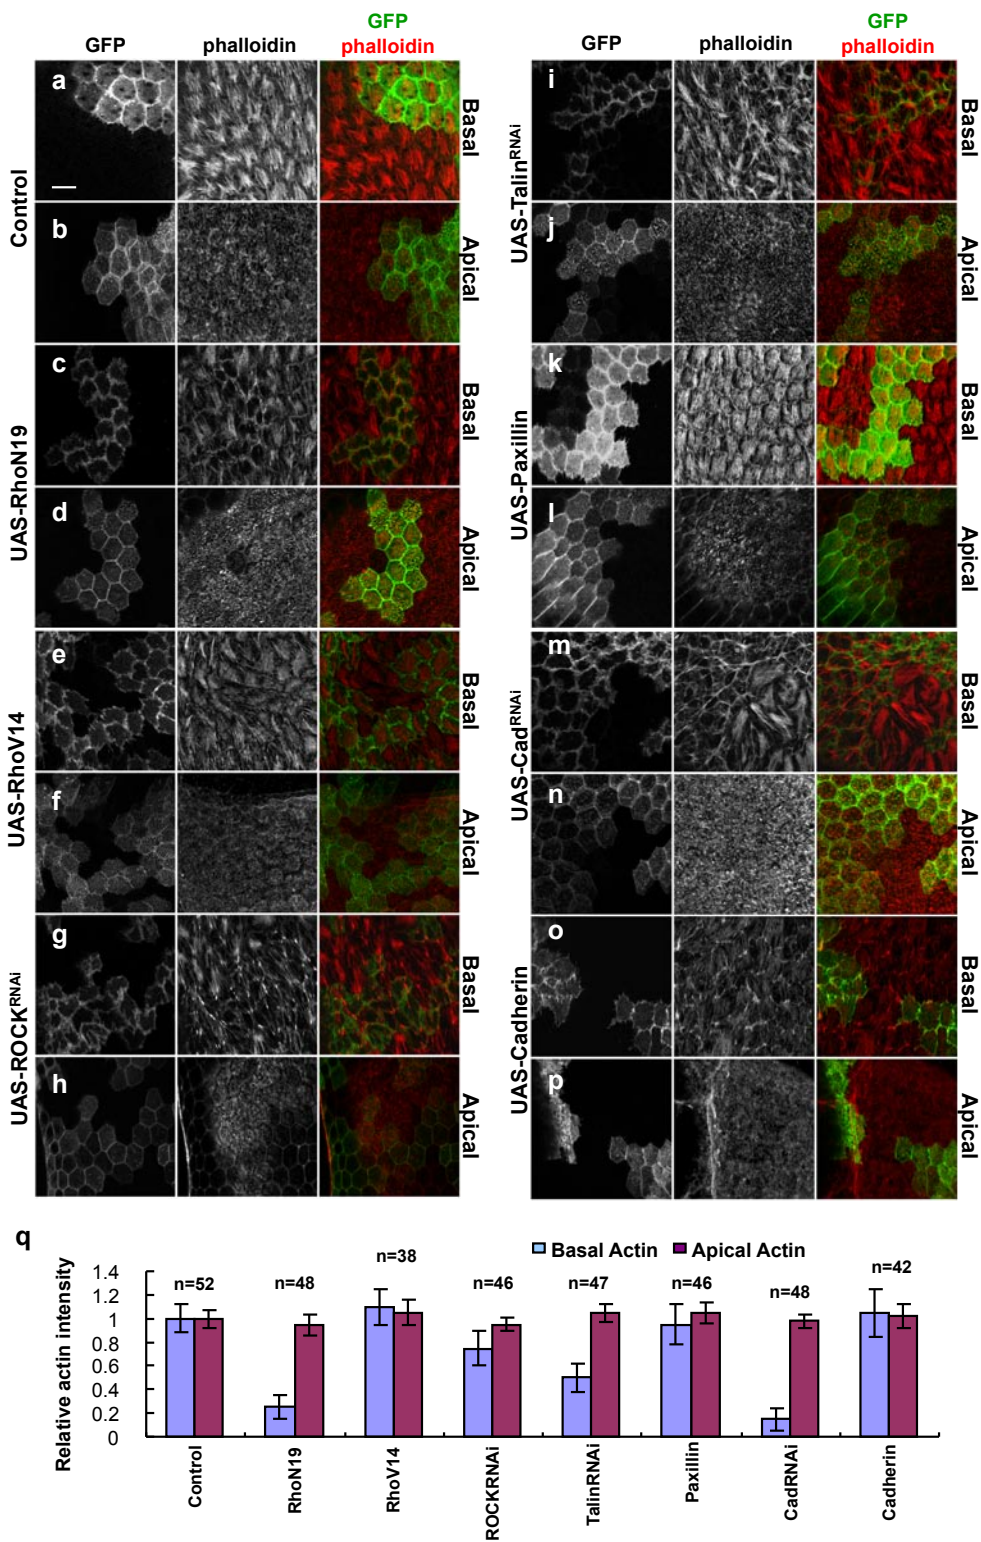 GFP phalloidin GFP phalloidin
GFP phalloidin GFP phalloidin
Control
a
Basal
b
Apical
UAS-RhoN19
c
Basal
d
Apical
UAS-RhoV14
e
Basal
f
Apical
UAS-ROCKRNAi
g
Basal
h
Apical
UAS-TalinRNAi
i
Basal
j
Apical
UAS-Paxillin
k
Basal
l
Apical
UAS-CadRNAi
m
Basal
n
Apical
UAS-Cadherin
o
Basal
p
Apical
q
Basal Actin Apical Actin
Relative actin intensity
1.4
1.2
1
0.8
0.6
0.4
0.2
0
n=52 n=48 n=38 n=46 n=47 n=46 n=48 n=42
Control RhoN19 RhoV14 ROCKRNAi TalinRNAi Paxillin CadRNAi Cadherin